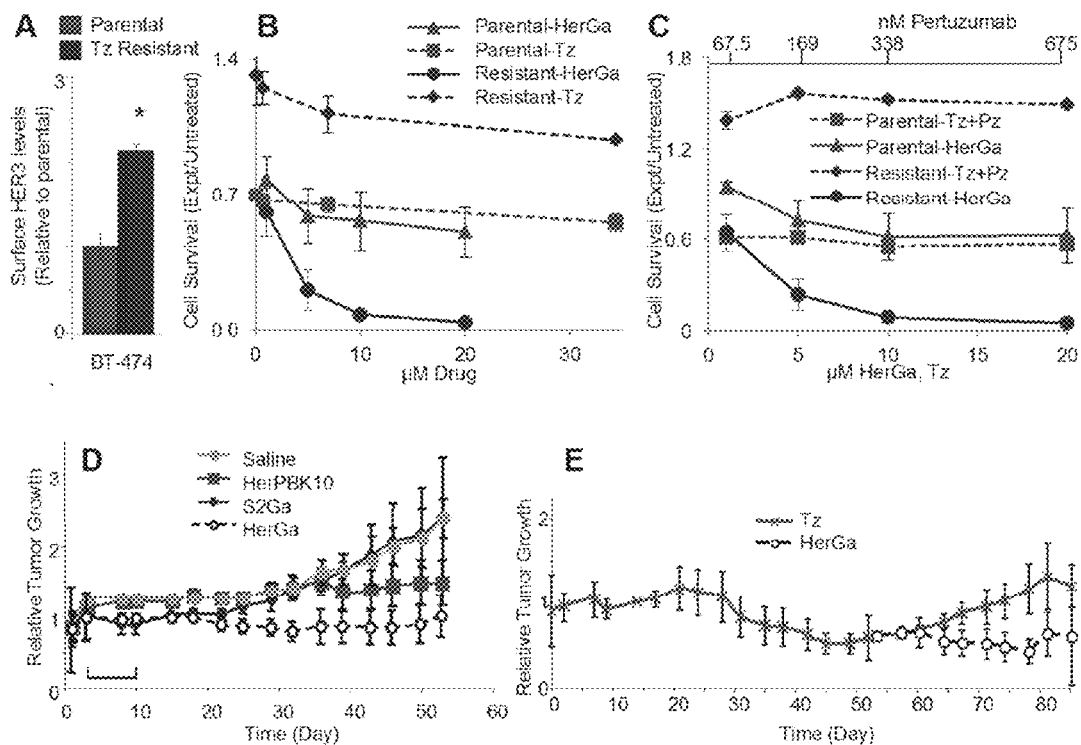 A
Parental
Tz Resistant
Surface HER3 levels
(Relative to parental)
3
0
*
BT-474
B
Parental-HerGa
Parental-Tz
Resistant-HerGa
Resistant-Tz
Cell Survival (Expt/Untreated)
1.4
0.7
0.0
0 10 20 30
µM Drug
C
nM Pertuzumab
67.5 169 338 675
Cell Survival (Expt/Untreated)
1.8
1.2
0.6
0
Parental-Tz+Pz
Parental-HerGa
Resistant-Tz+Pz
Resistant-HerGa
0 5 10 15 20
µM HerGa, Tz
D
Saline
HerPBK10
S2Ga
HerGa
Relative Tumor Growth
3
2
1
0
0 10 20 30 40 50 60
Time (Day)
E
Tz
HerGa
Relative Tumor Growth
2
1
0
0 10 20 30 40 50 60 70 80
Time (Day)